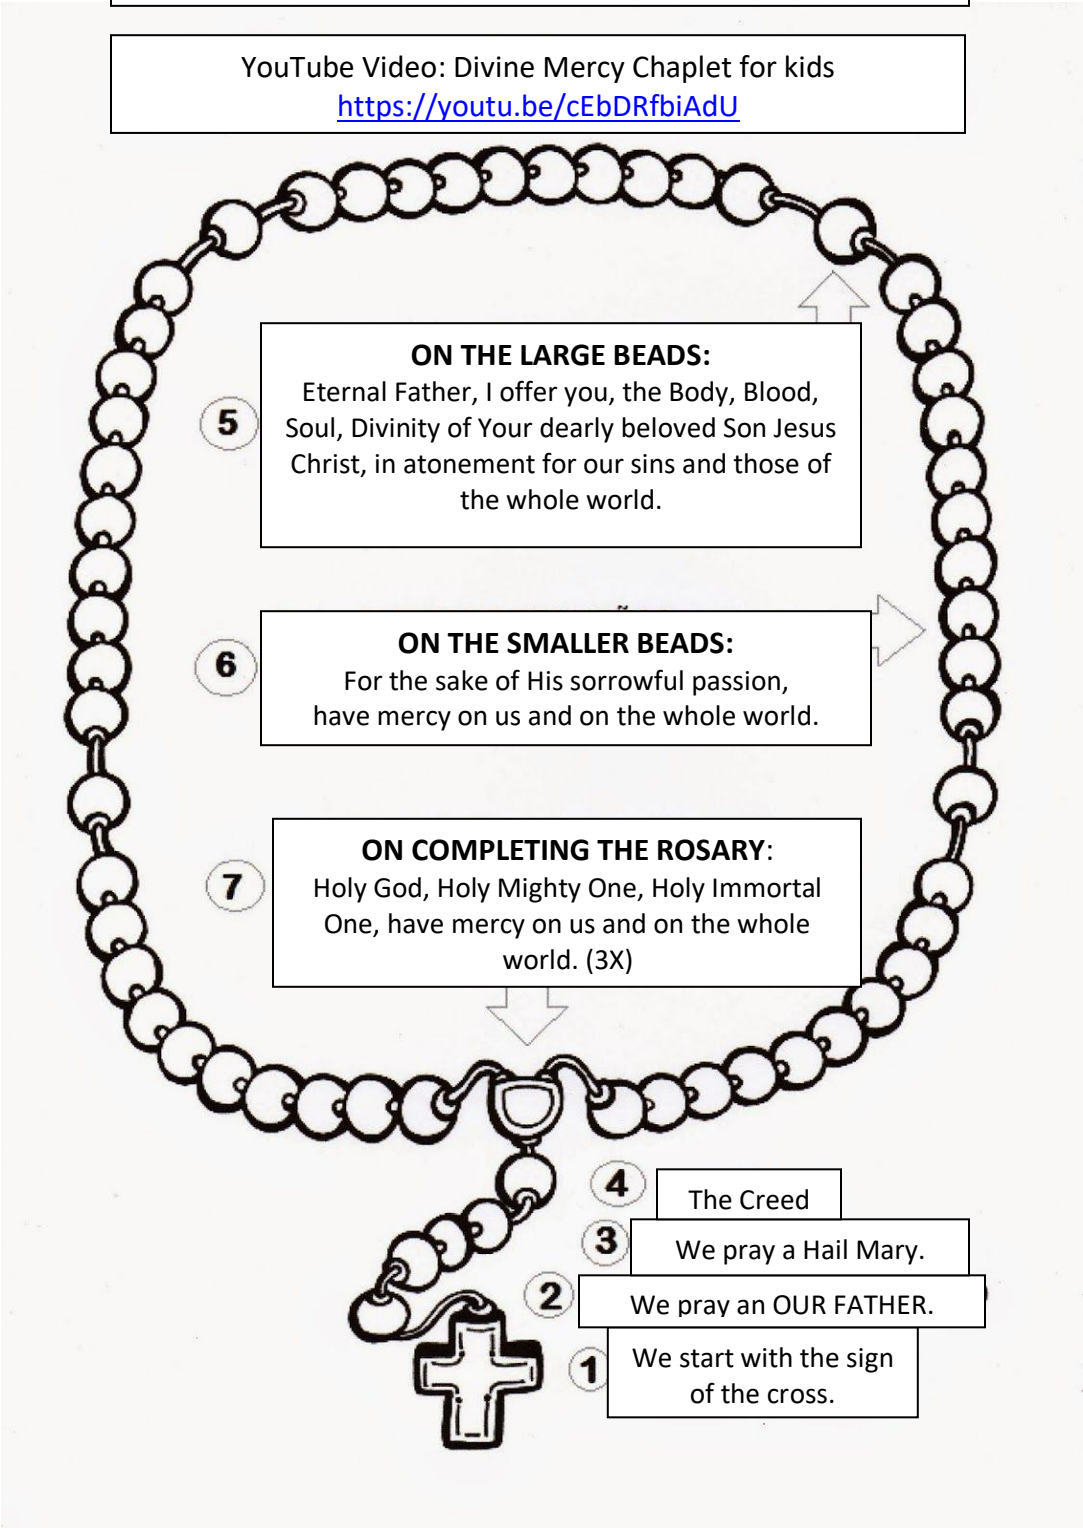 YouTube Video: Divine Mercy Chaplet for kids
https://youtu.be/cEbDRfbiAdU
ON THE LARGE BEADS:
Eternal Father, I offer you, the Body, Blood,
Soul, Divinity of Your dearly beloved Son Jesus
Christ, in atonement for our sins and those of
the whole world.
5
ON THE SMALLER BEADS:
For the sake of His sorrowful passion,
have mercy on us and on the whole world.
6
ON COMPLETING THE ROSARY:
Holy God, Holy Mighty One, Holy Immortal
One, have mercy on us and on the whole
world. (3X)
7
4
The Creed
3
We pray a Hail Mary.
2
We pray an OUR FATHER.
1
We start with the sign
of the cross.